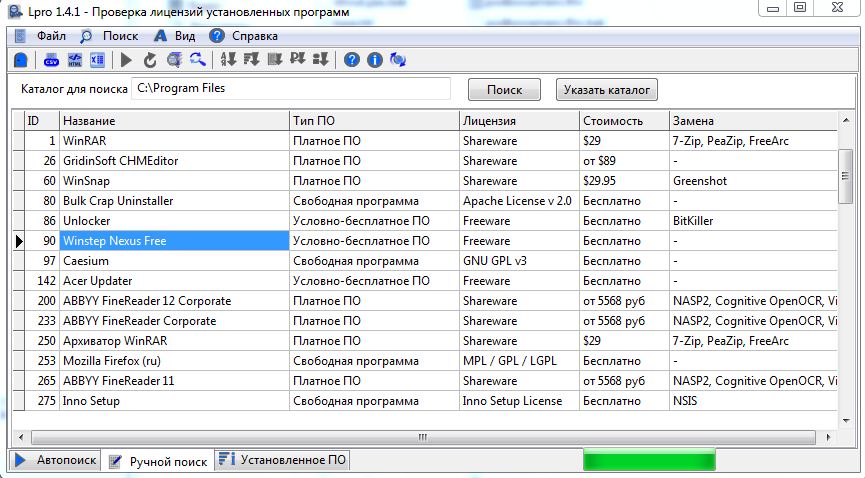 Lpro 1.4.1 - Проверка лицензий установленных программ
Файл Поиск Вид Справка
Каталог для поиска C:\Program Files Поиск Указать каталог
ID Название Тип ПО Лицензия Стоимость Замена
1 WinRAR Платное ПО Shareware $29 7-Zip, PeaZip, FreeArc
26 GridinSoft CHMEditor Платное ПО Shareware от $89 -
60 WinSnap Платное ПО Shareware $29.95 Greenshot
80 Bulk Crap Uninstaller Свободная программа Apache License v 2.0 Бесплатно -
86 Unlocker Условно-бесплатное ПО Freeware Бесплатно BitKiller
90 Winstep Nexus Free Условно-бесплатное ПО Freeware Бесплатно -
97 Caesium Свободная программа GNU GPL v3 Бесплатно -
142 Acer Updater Условно-бесплатное ПО Freeware Бесплатно -
200 ABBYY FineReader 12 Corporate Платное ПО Shareware от 5568 руб NASP2, Cognitive OpenOCR, Vi
233 ABBYY FineReader Corporate Платное ПО Shareware от 5568 руб NASP2, Cognitive OpenOCR, Vi
250 Архиватор WinRAR Платное ПО Shareware $29 7-Zip, PeaZip, FreeArc
253 Mozilla Firefox (ru) Свободная программа MPL / GPL / LGPL Бесплатно -
265 ABBYY FineReader 11 Платное ПО Shareware от 5568 руб NASP2, Cognitive OpenOCR, Vi
275 Inno Setup Свободная программа Inno Setup License Бесплатно NSIS
Автопоиск Ручной поиск Установленное ПО